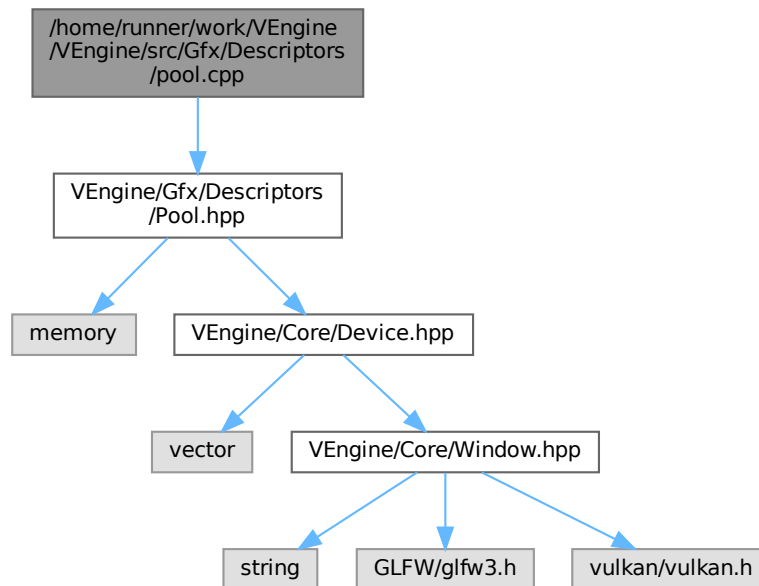 /home/runner/work/VEngine
/VEngine/src/Gfx/Descriptors
/pool.cpp
VEngine/Gfx/Descriptors
/Pool.hpp
memory
VEngine/Core/Device.hpp
vector
VEngine/Core/Window.hpp
string
GLFW/glfw3.h
vulkan/vulkan.h